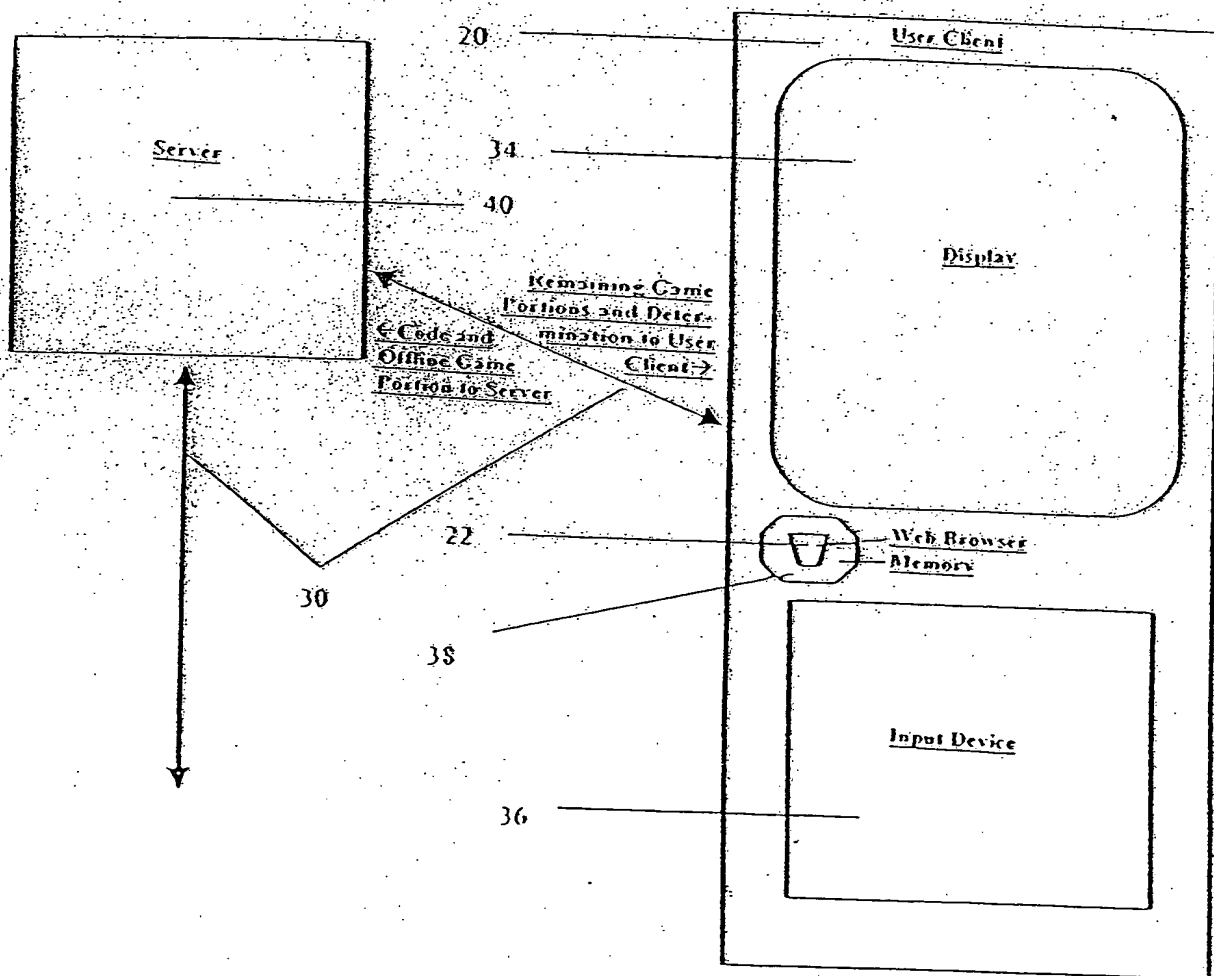 20
User Client
Server
34
40
Display
Remaining Game
Portions and Deter-
mination to User
Client→
← Code and
Offline Game
Portion to Server
22
Web Browser
Memory
30
38
Input Device
36